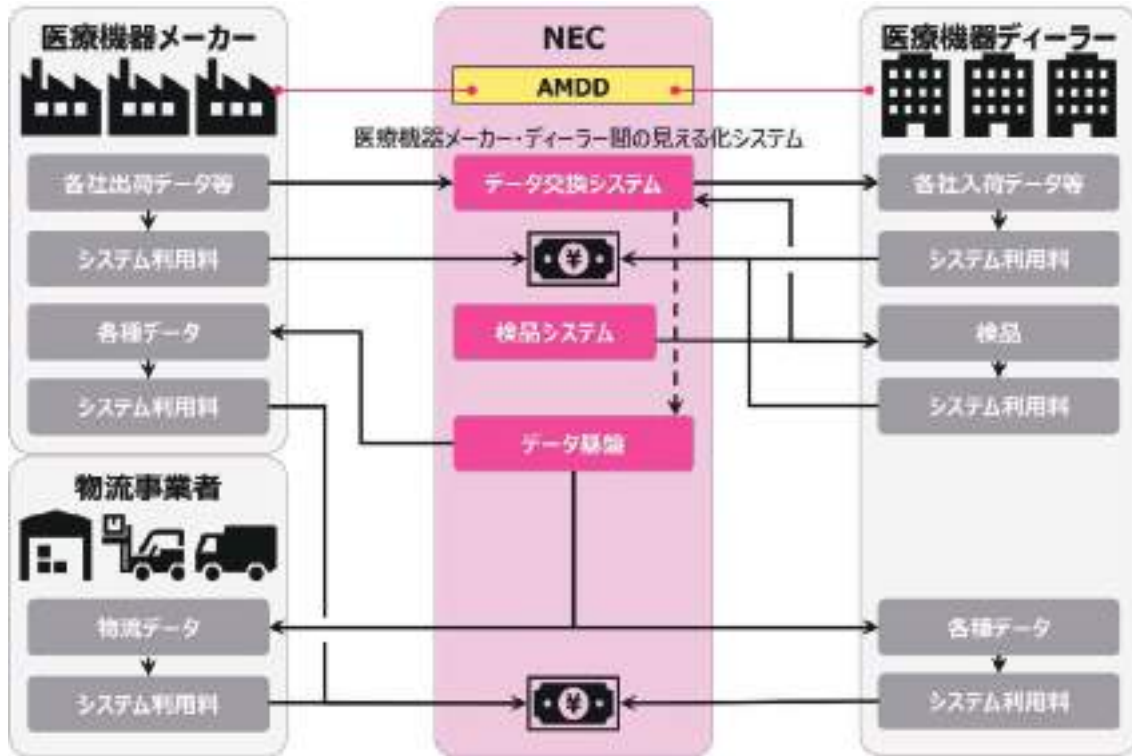 医療機器メーカー
各社出荷データ等
システム利用料
各種データ
システム利用料
物流事業者
物流データ
システム利用料
NEC
AMDD
医療機器メーカー・ディーラー間の見える化システム
データ交換システム
¥
検品システム
データ基盤
¥
医療機器ディーラー
各社入荷データ等
システム利用料
検品
システム利用料
各種データ
システム利用料